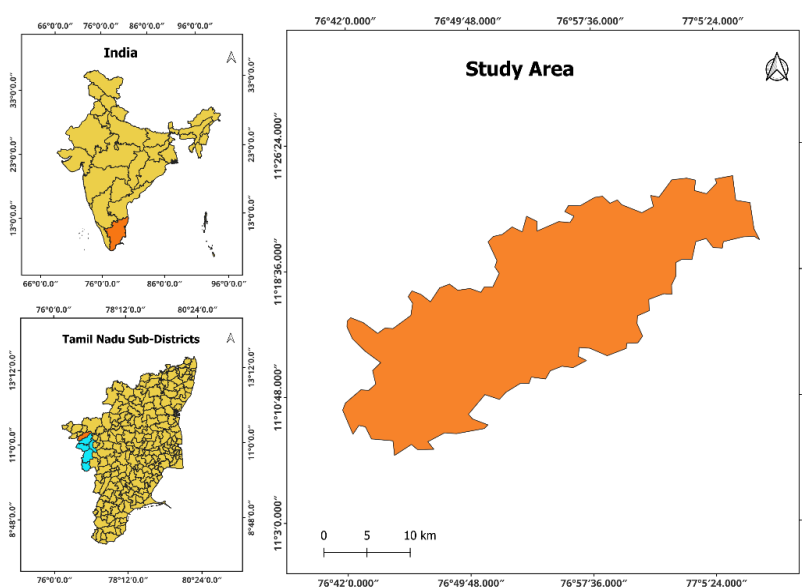 66°0′0.0″ 76°0′0.0″ 86°0′0.0″ 96°0′0.0″
India
33°0′0.0″ 33°0′0.0″
23°0′0.0″ 23°0′0.0″
13°0′0.0″ 13°0′0.0″
66°0′0.0″ 76°0′0.0″ 86°0′0.0″ 96°0′0.0″
76°0′0.0″ 78°12′0.0″ 80°24′0.0″
Tamil Nadu Sub-Districts
13°12′0.0″ 13°12′0.0″
11°0′0.0″ 11°0′0.0″
8°48′0.0″ 8°48′0.0″
76°0′0.0″ 78°12′0.0″ 80°24′0.0″
76°42′0.000″ 76°49′48.000″ 76°57′36.000″ 77°5′24.000″
Study Area
11°26′24.000″
11°18′36.000″
11°10′48.000″
11°3′0.000″
0 5 10 km
76°42′0.000″ 76°49′48.000″ 76°57′36.000″ 77°5′24.000″